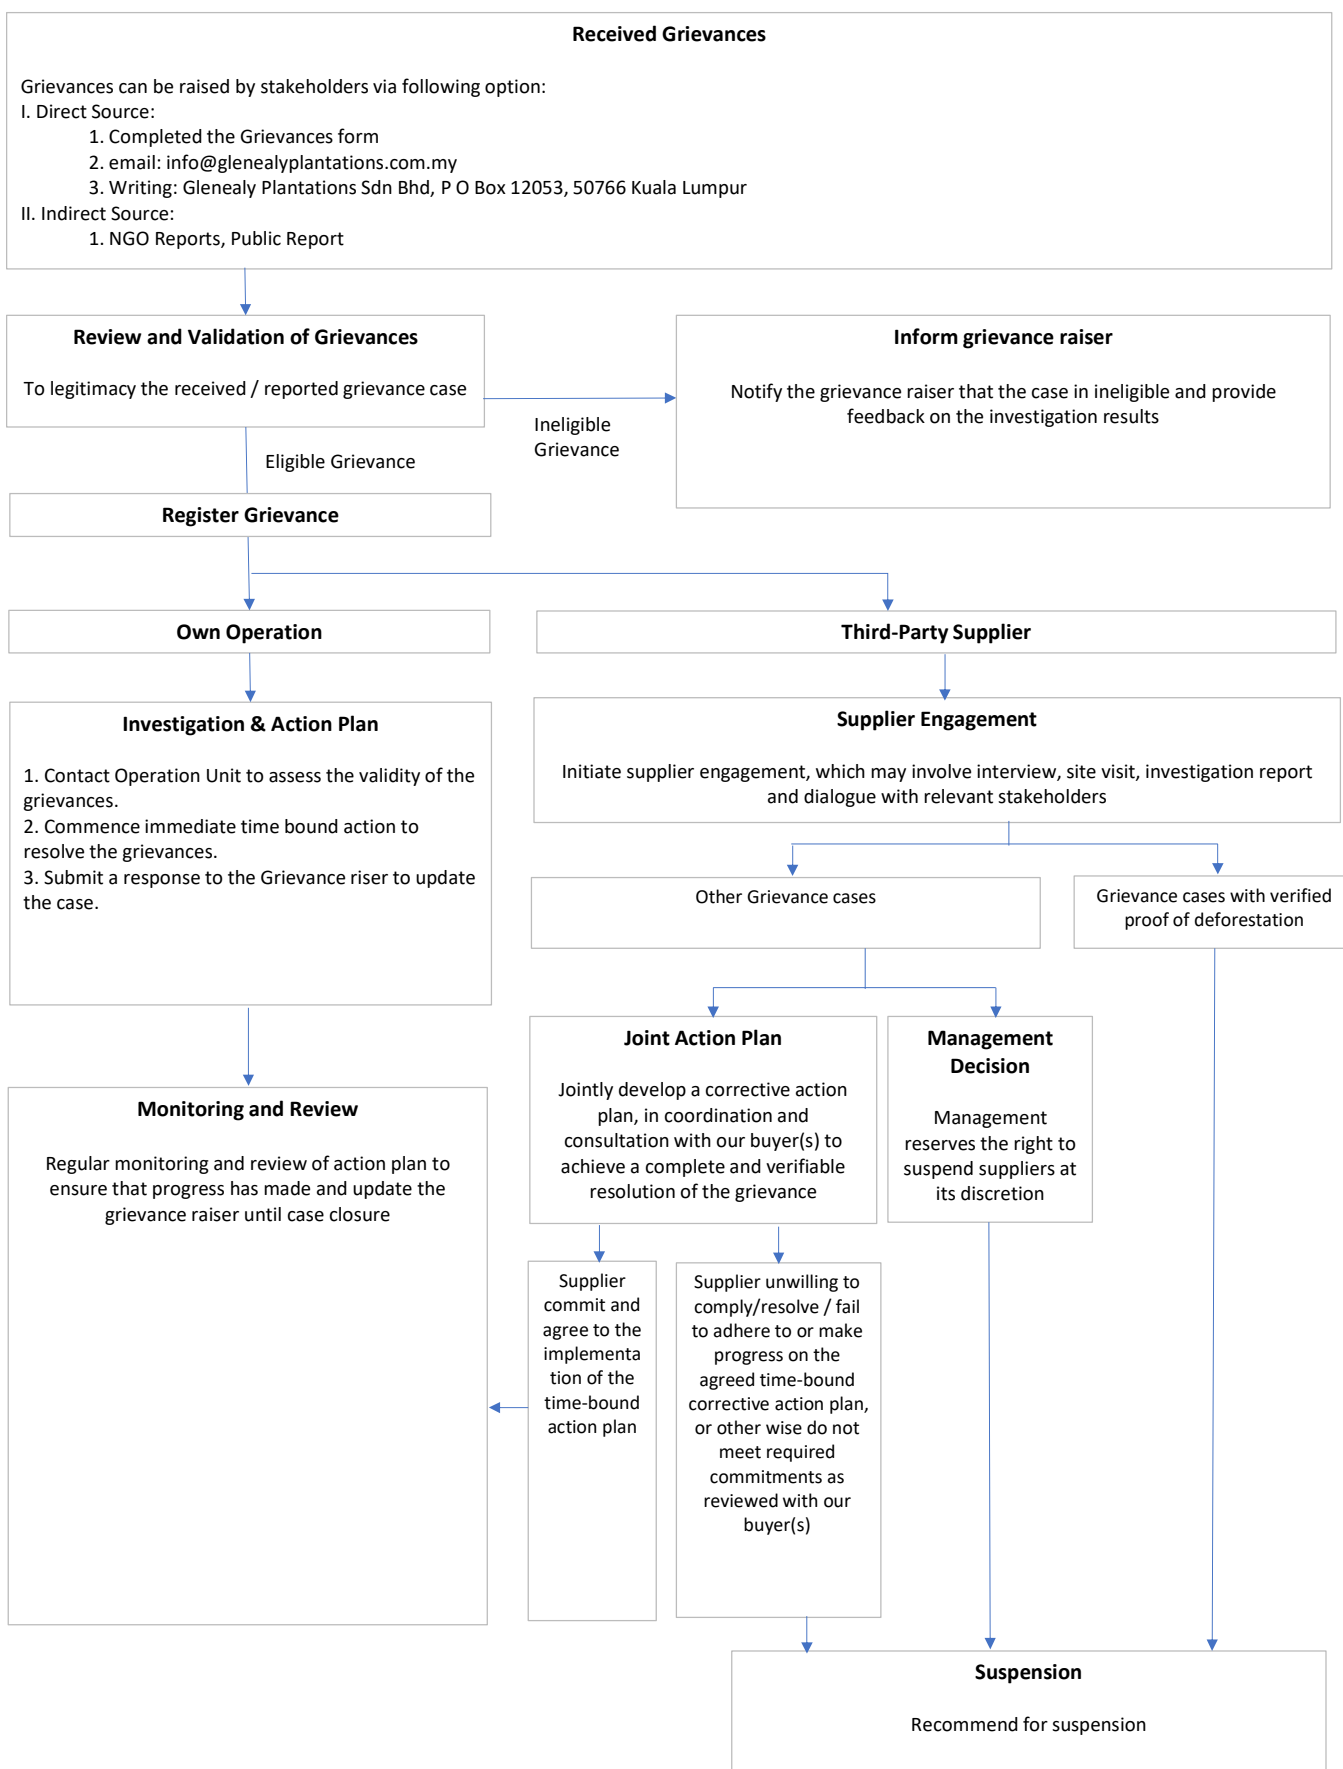 Received Grievances
Grievances can be raised by stakeholders via following option:
I. Direct Source:
1. Completed the Grievances form
2. email: info@glenealyplantations.com.my
3. Writing: Glenealy Plantations Sdn Bhd, P O Box 12053, 50766 Kuala Lumpur
II. Indirect Source:
1. NGO Reports, Public Report
Review and Validation of Grievances
To legitimacy the received / reported grievance case
Inform grievance raiser
Notify the grievance raiser that the case in ineligible and provide
feedback on the investigation results
Ineligible
Grievance
Eligible Grievance
Register Grievance
Own Operation
Third-Party Supplier
Investigation & Action Plan
1. Contact Operation Unit to assess the validity of the
grievances.
2. Commence immediate time bound action to
resolve the grievances.
3. Submit a response to the Grievance riser to update
the case.
Supplier Engagement
Initiate supplier engagement, which may involve interview, site visit, investigation report
and dialogue with relevant stakeholders
Other Grievance cases
Grievance cases with verified
proof of deforestation
Joint Action Plan
Jointly develop a corrective action
plan, in coordination and
consultation with our buyer(s) to
achieve a complete and verifiable
resolution of the grievance
Management
Decision
Management
reserves the right to
suspend suppliers at
its discretion
Monitoring and Review
Regular monitoring and review of action plan to
ensure that progress has made and update the
grievance raiser until case closure
Supplier
commit and
agree to the
implementa
tion of the
time-bound
action plan
Supplier unwilling to
comply/resolve / fail
to adhere to or make
progress on the
agreed time-bound
corrective action plan,
or other wise do not
meet required
commitments as
reviewed with our
buyer(s)
Suspension
Recommend for suspension